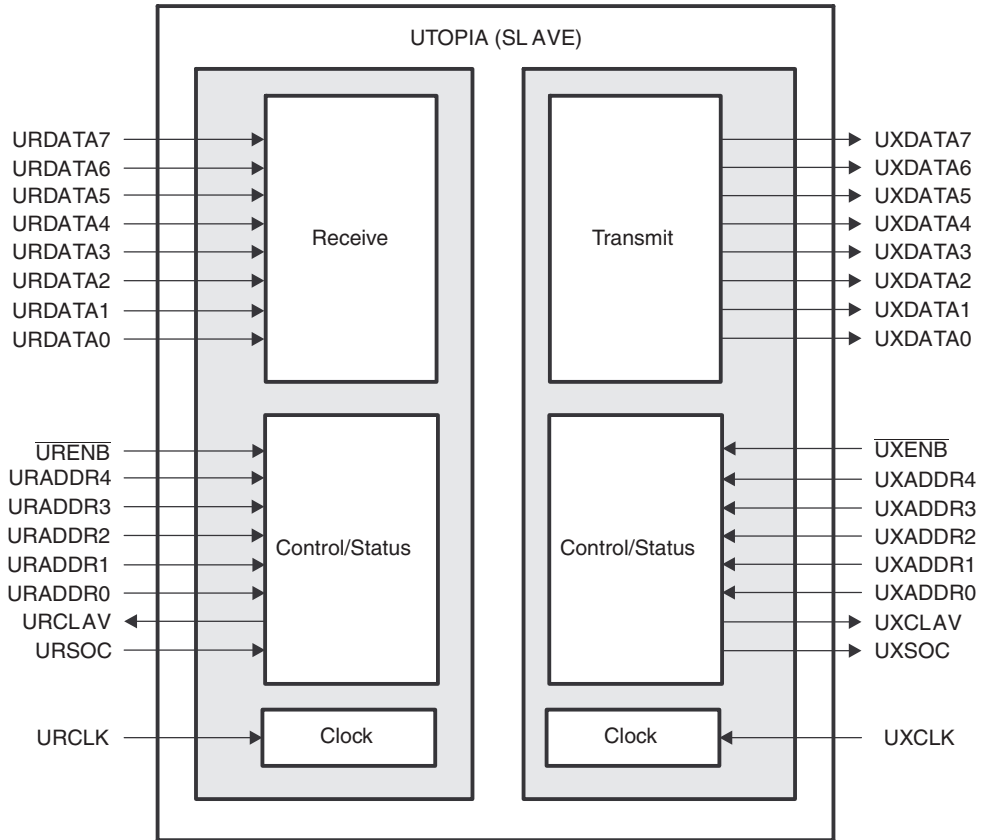 UTOPIA (SLAVE)
URDATA7
URDATA6
URDATA5
URDATA4
URDATA3
URDATA2
URDATA1
URDATA0
Receive
Transmit
UXDATA7
UXDATA6
UXDATA5
UXDATA4
UXDATA3
UXDATA2
UXDATA1
UXDATA0
URENB
URADDR4
URADDR3
URADDR2
URADDR1
URADDR0
URCLAV
URSOC
Control/Status
Control/Status
UXENB
UXADDR4
UXADDR3
UXADDR2
UXADDR1
UXADDR0
UXCLAV
UXSOC
URCLK
Clock
Clock
UXCLK